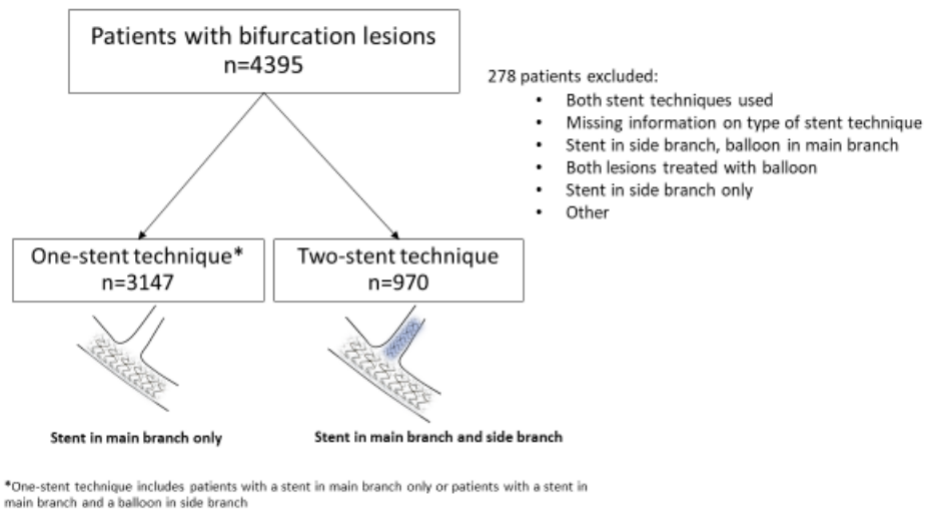 Patients with bifurcation lesions
n=4395
278 patients excluded:
• Both stent techniques used
• Missing information on type of stent technique
• Stent in side branch, balloon in main branch
• Both lesions treated with balloon
• Stent in side branch only
• Other
One-stent technique*
n=3147
Two-stent technique
n=970
Stent in main branch only
Stent in main branch and side branch
*One-stent technique includes patients with a stent in main branch only or patients with a stent in
main branch and a balloon in side branch